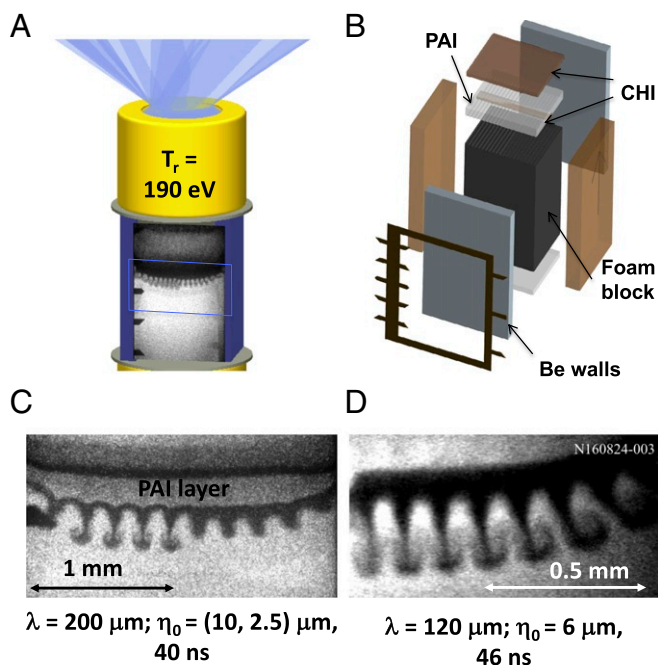 A
B
T_r =
190 eV
PAI
CHI
Foam
block
Be walls
C
D
N160824-003
PAI layer
1 mm
0.5 mm
λ = 200 μm; η₀ = (10, 2.5) μm,
40 ns
λ = 120 μm; η₀ = 6 μm,
46 ns